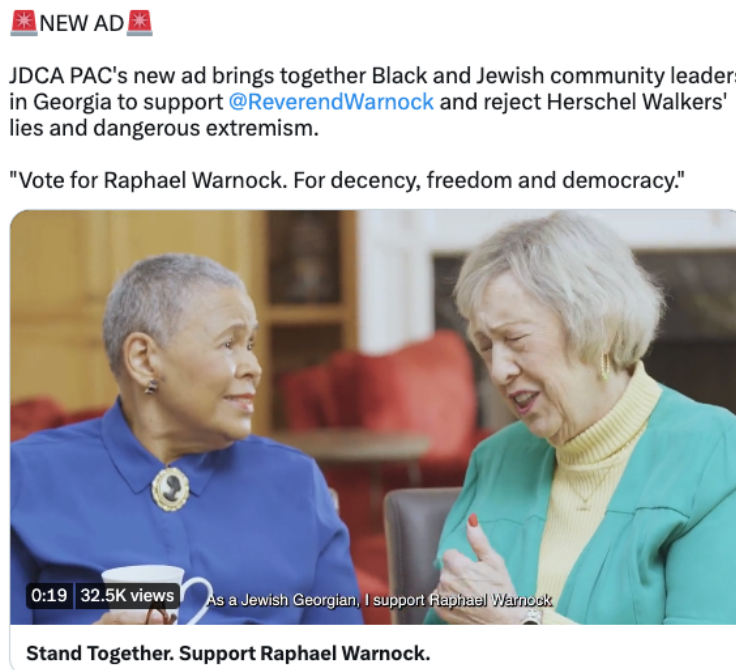 🚨NEW AD🚨
JDCA PAC's new ad brings together Black and Jewish community leaders
in Georgia to support @ReverendWarnock and reject Herschel Walkers'
lies and dangerous extremism.
"Vote for Raphael Warnock. For decency, freedom and democracy."
0:19 32.5K views
As a Jewish Georgian, I support Raphael Warnock
Stand Together. Support Raphael Warnock.